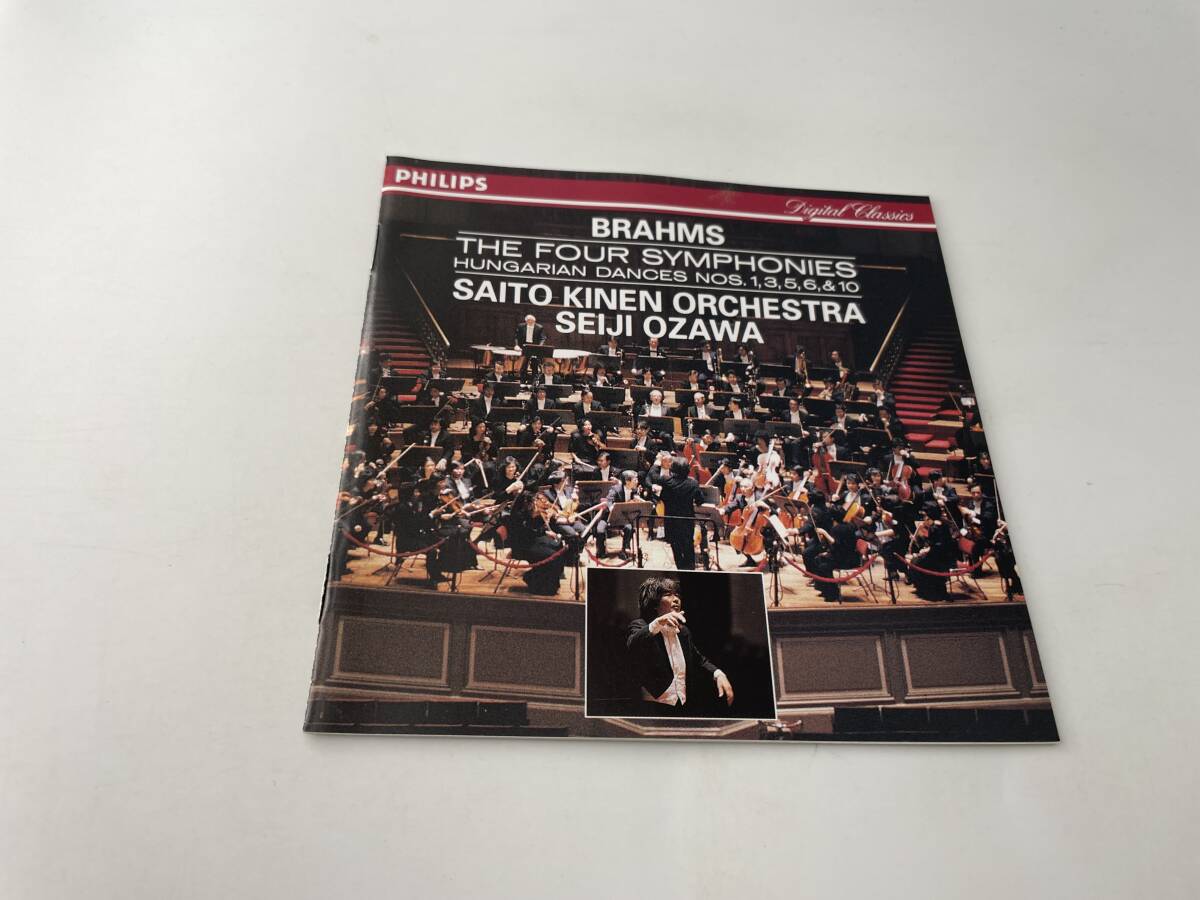 PHILIPS
Digital Classics
BRAHMS
THE FOUR SYMPHONIES
HUNGARIAN DANCES NOS. 1, 3, 5, 6, & 10
SAITO KINEN ORCHESTRA
SEIJI OZAWA